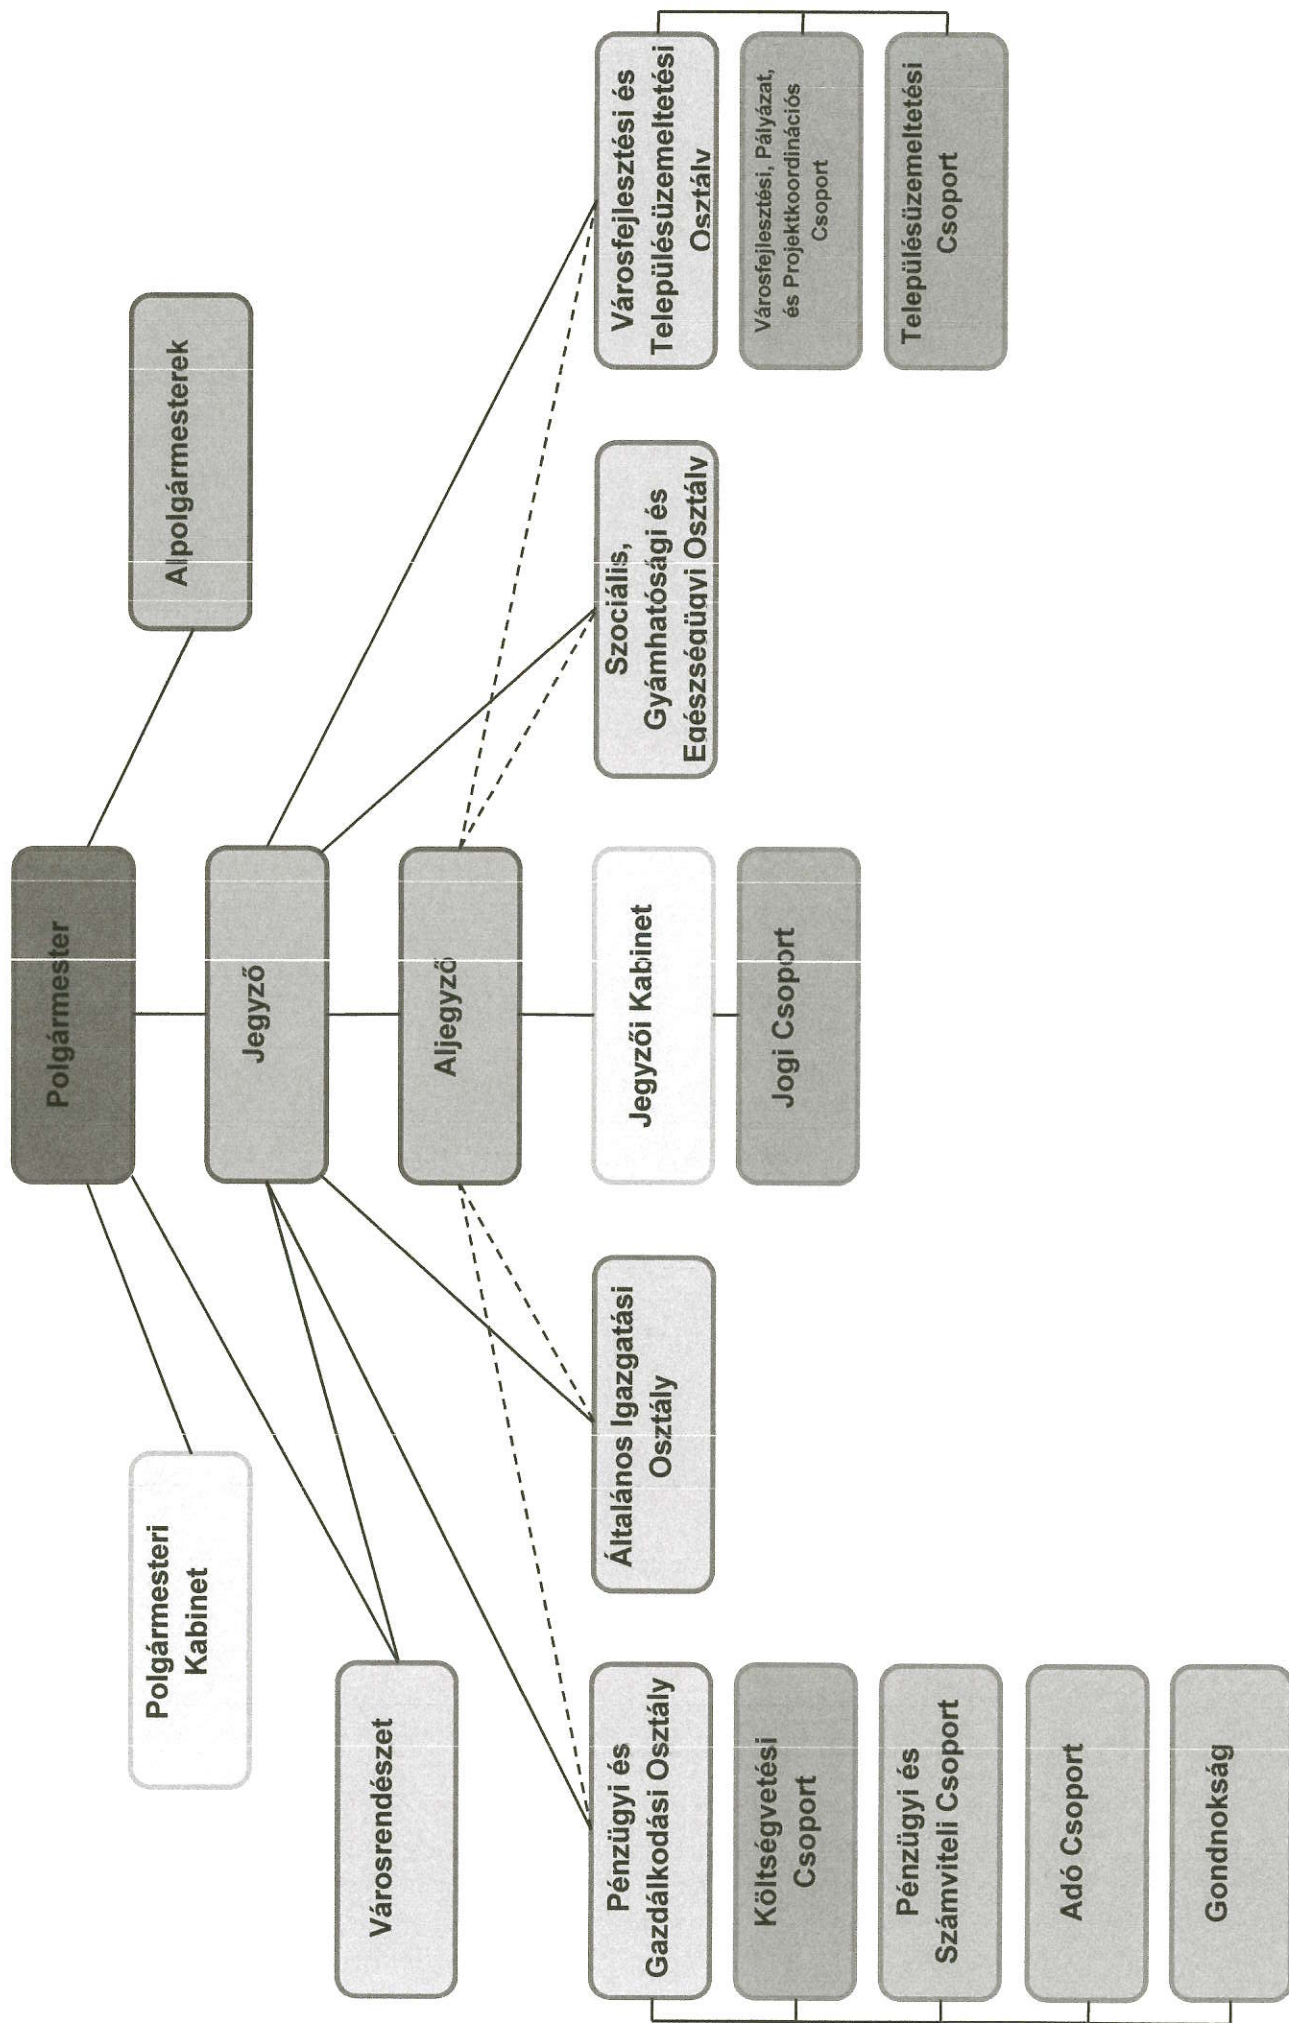 Polgármester
Polgármesteri
Kabinet
Alpolgármesterek
Jegyző
Városrendészet
Aljegyző
Pénzügyi és
Gazdálkodási Osztály
Általános Igazgatási
Osztály
Jegyzői Kabinet
Szociális,
Gyámhatósági és
Egészségügyi Osztály
Városfejlesztési és
Településüzemeltetési
Osztály
Költségvetési
Csoport
Jogi Csoport
Városfejlesztési, Pályázat,
és Projektkoordinációs
Csoport
Pénzügyi és
Számviteli Csoport
Településüzemeltetési
Csoport
Adó Csoport
Gondnokság